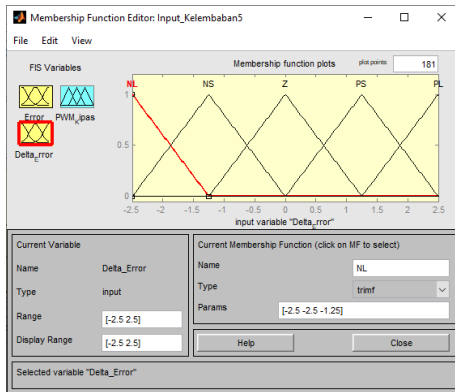 Membership Function Editor: Input_Kelembaban5
File Edit View
FIS Variables
Membership function plots
plot points:
181
Error
PWM_Kipas
Delta_Error
NL NS Z PS PL
1
0.5
0
-2.5 -2 -1.5 -1 -0.5 0 0.5 1 1.5 2 2.5
input variable "Delta_Error"
Current Variable
Name Delta_Error
Type input
Range [-2.5 2.5]
Display Range [-2.5 2.5]
Current Membership Function (click on MF to select)
Name NL
Type trimf
Params [-2.5 -2.5 -1.25]
Help Close
Selected variable "Delta_Error"